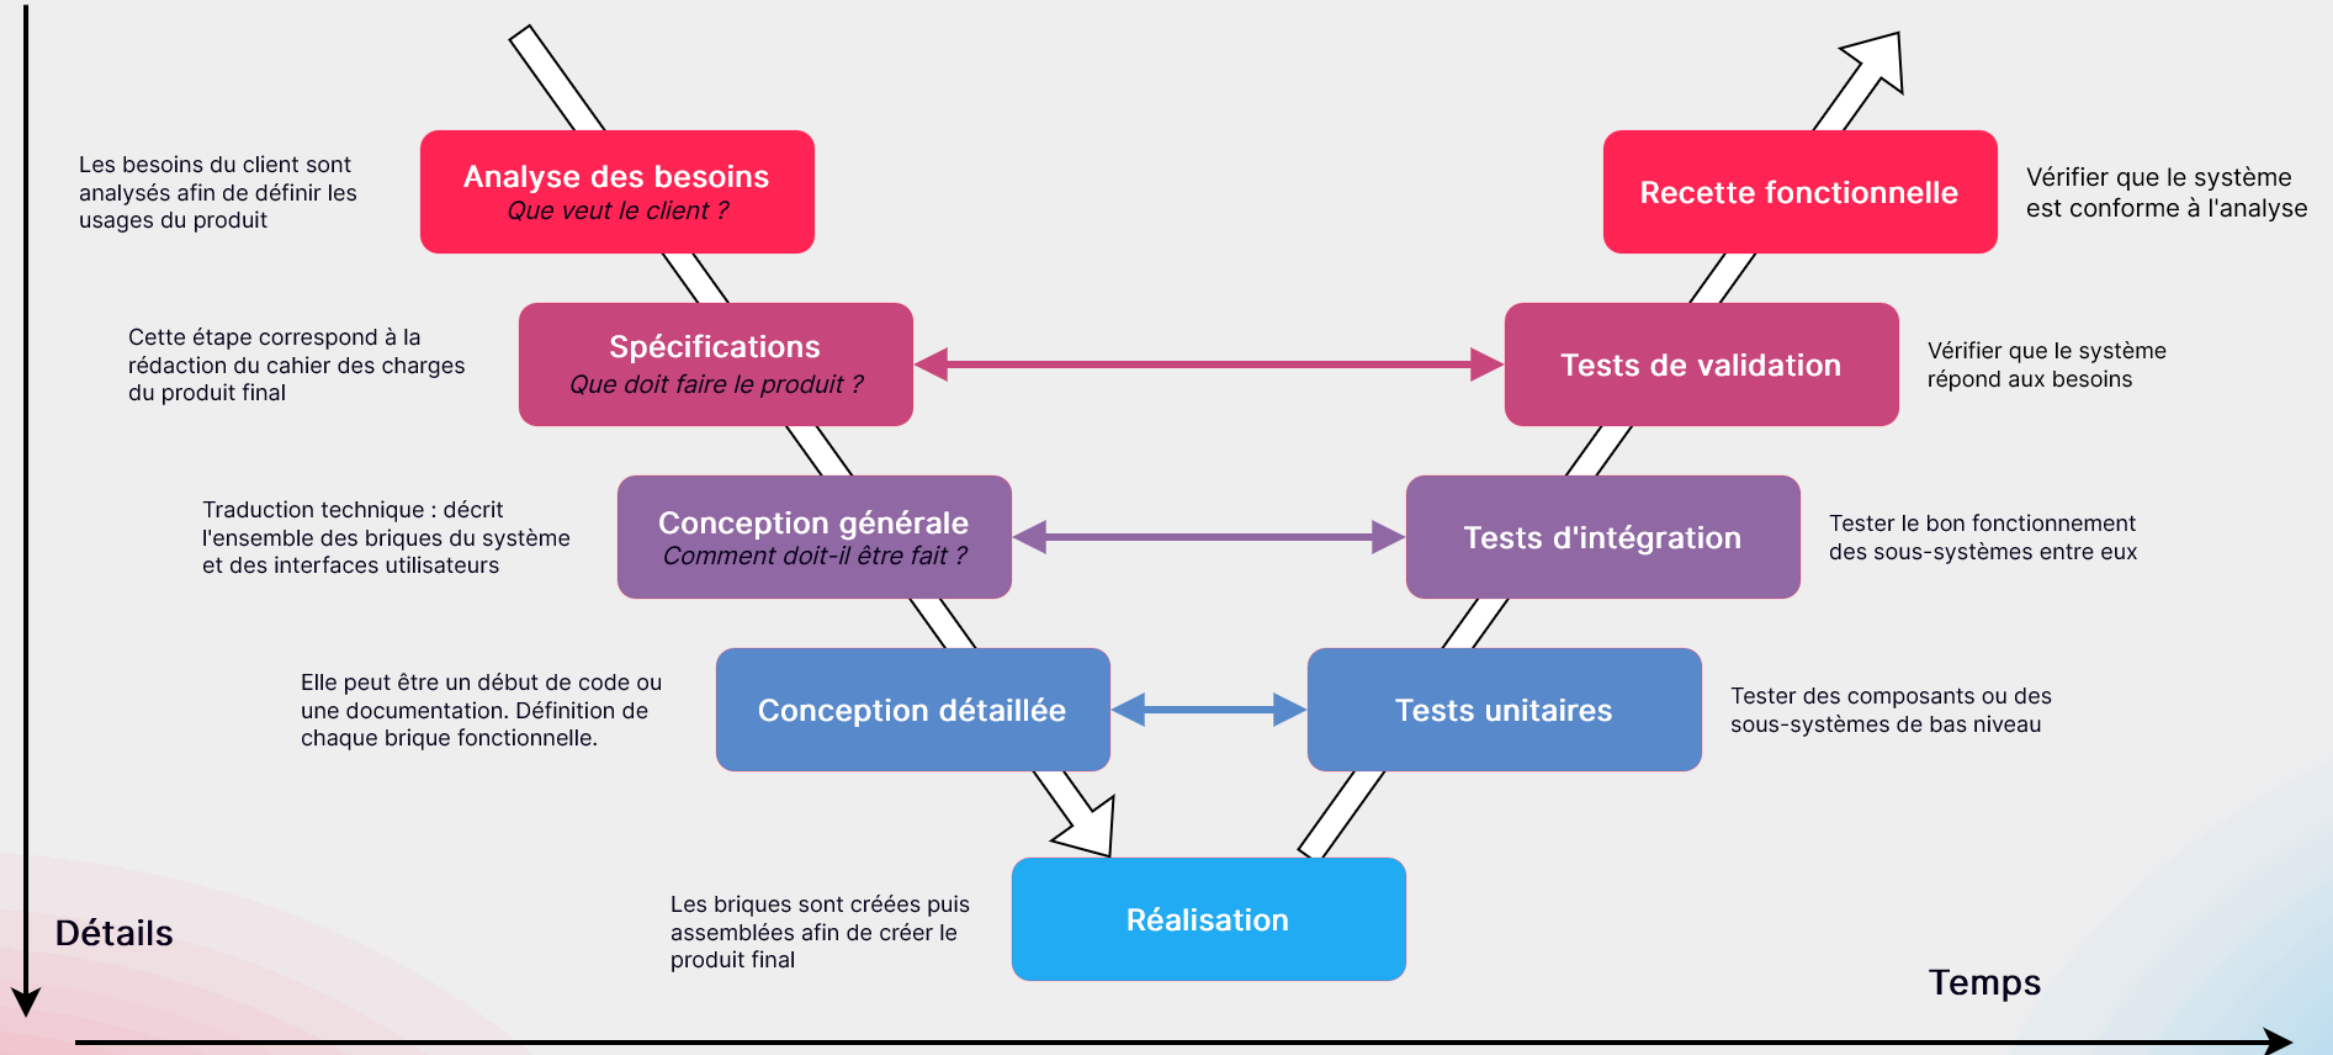 Les besoins du client sont
analysés afin de définir les
usages du produit
Analyse des besoins
Que veut le client ?
Recette fonctionnelle
Vérifier que le système
est conforme à l'analyse
Cette étape correspond à la
rédaction du cahier des charges
du produit final
Spécifications
Que doit faire le produit ?
Tests de validation
Vérifier que le système
répond aux besoins
Traduction technique : décrit
l'ensemble des briques du système
et des interfaces utilisateurs
Conception générale
Comment doit-il être fait ?
Tests d'intégration
Tester le bon fonctionnement
des sous-systèmes entre eux
Elle peut être un début de code ou
une documentation. Définition de
chaque brique fonctionnelle.
Conception détaillée
Tests unitaires
Tester des composants ou des
sous-systèmes de bas niveau
Les briques sont créées puis
assemblées afin de créer le
produit final
Réalisation
Détails
Temps